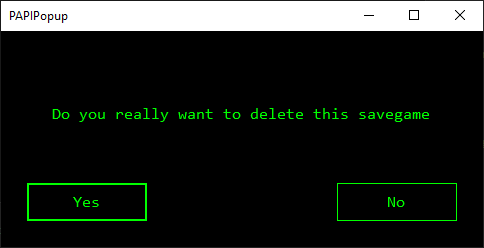 PAPIPopup
Do you really want to delete this savegame
Yes
No